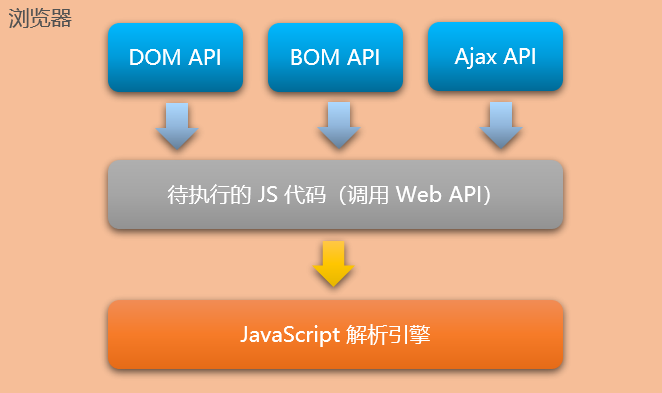 浏览器
DOM API
BOM API
Ajax API
待执行的 JS 代码（调用 Web API）
JavaScript 解析引擎